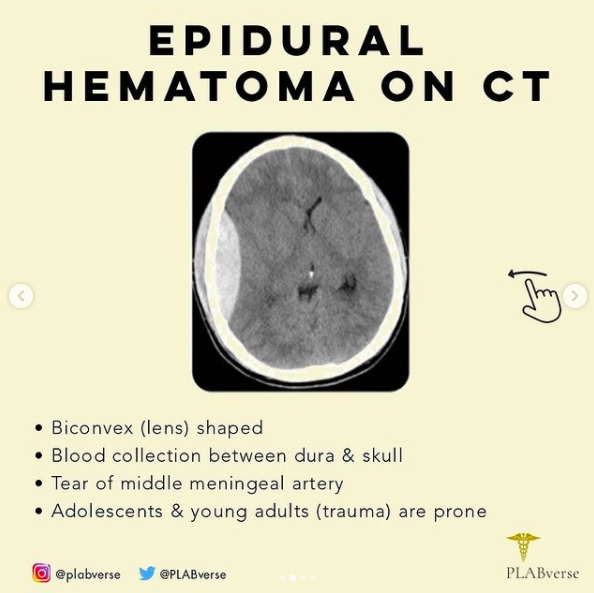 EPIDURAL
HEMATOMA ON CT
• Biconvex (lens) shaped
• Blood collection between dura & skull
• Tear of middle meningeal artery
• Adolescents & young adults (trauma) are prone
@plabverse @PLABverse
PLABverse